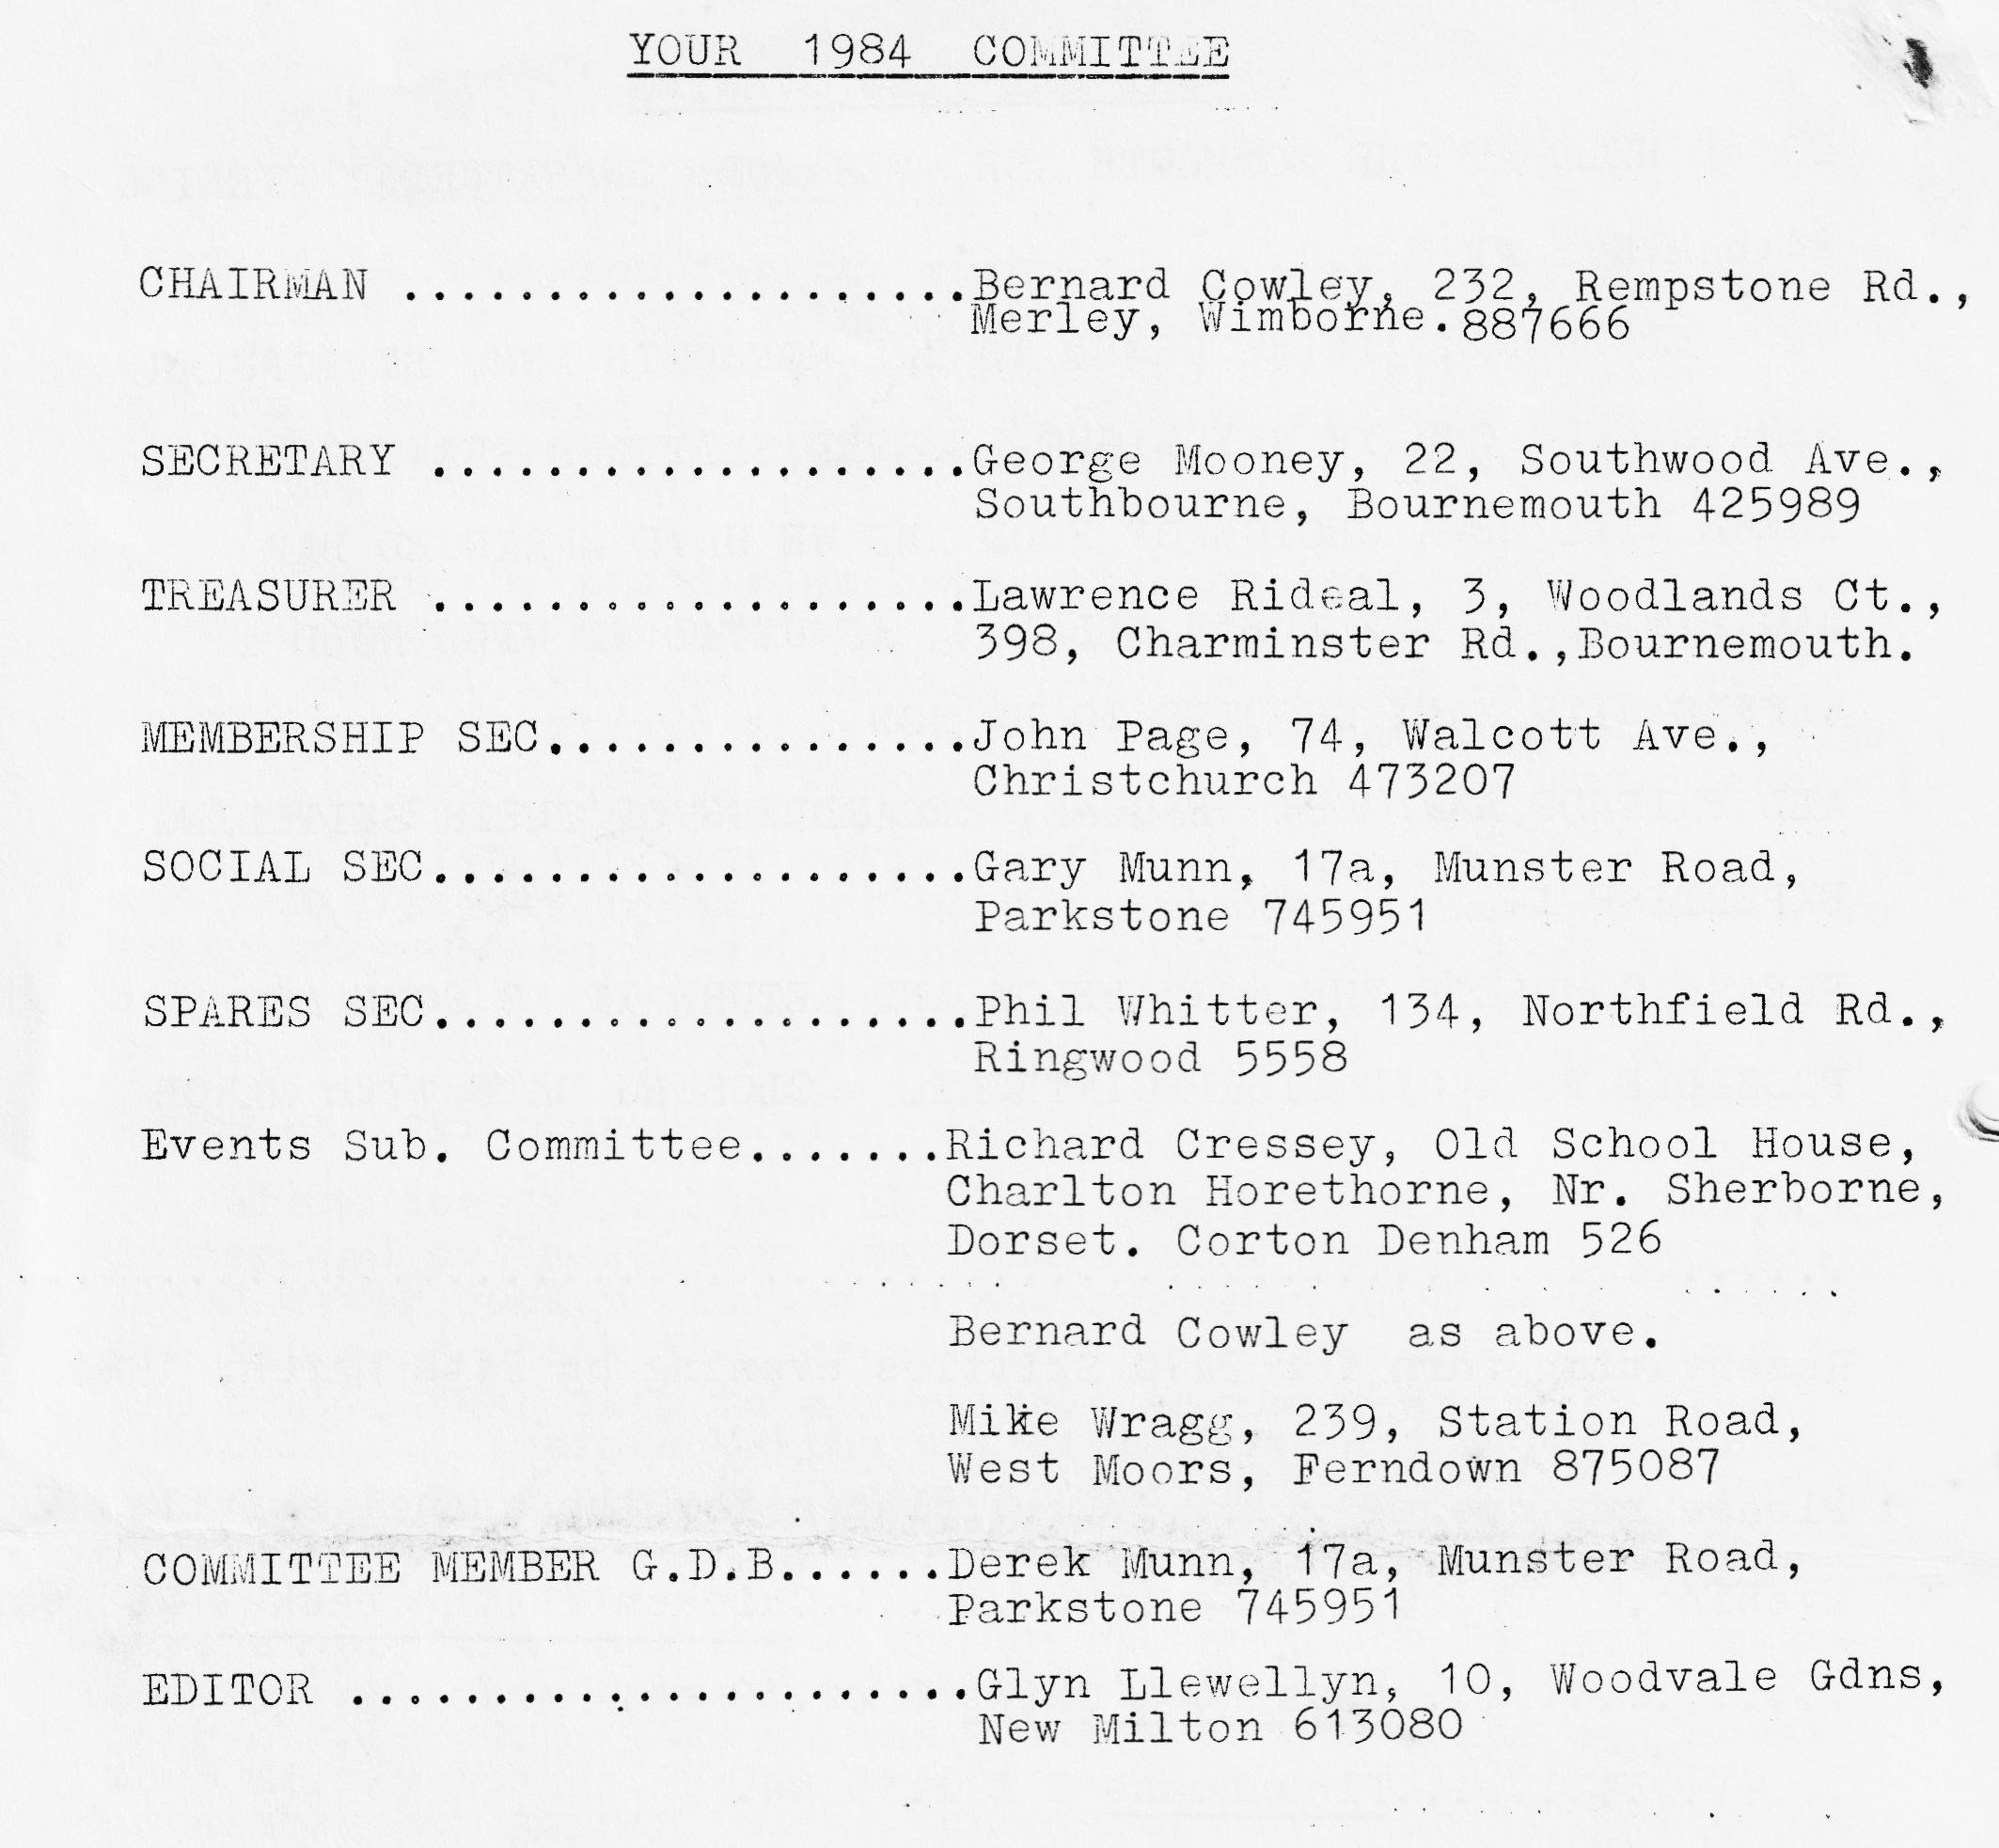 YOUR 1984 COMMITTEE
CHAIRMAN ....................Bernard Cowley, 232, Rempstone Rd.,
Merley, Wimborne.887666
SECRETARY ...................George Mooney, 22, Southwood Ave.,
Southbourne, Bournemouth 425989
TREASURER ...................Lawrence Rideal, 3, Woodlands Ct.,
398, Charminster Rd.,Bournemouth.
MEMBERSHIP SEC...............John Page, 74, Walcott Ave.,
Christchurch 473207
SOCIAL SEC...................Gary Munn, 17a, Munster Road,
Parkstone 745951
SPARES SEC...................Phil Whitter, 134, Northfield Rd.,
Ringwood 5558
Events Sub. Committee.......Richard Cressey, Old School House,
Charlton Horethorne, Nr. Sherborne,
Dorset. Corton Denham 526
Bernard Cowley as above.
Mike Wragg, 239, Station Road,
West Moors, Ferndown 875087
COMMITTEE MEMBER G.D.B......Derek Munn, 17a, Munster Road,
Parkstone 745951
EDITOR ......................Glyn Llewellyn, 10, Woodvale Gdns,
New Milton 613080